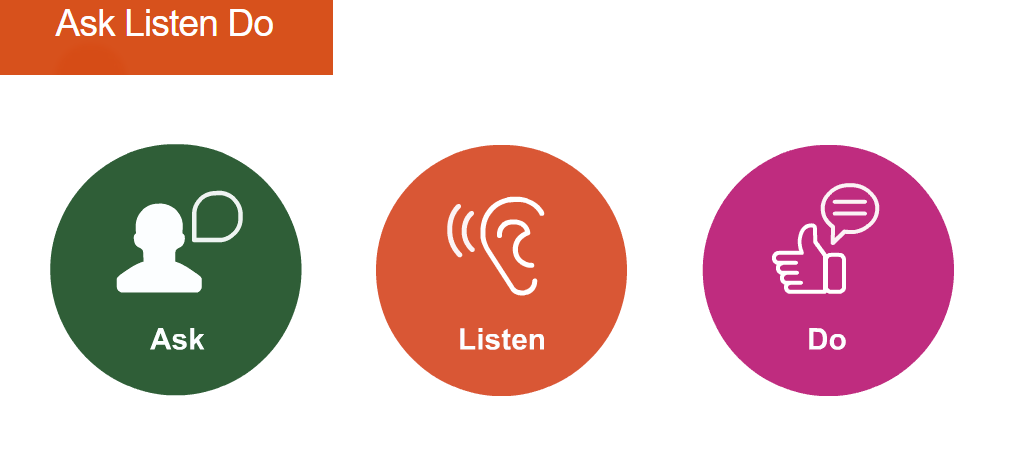 Ask Listen Do
Ask
Listen
Do